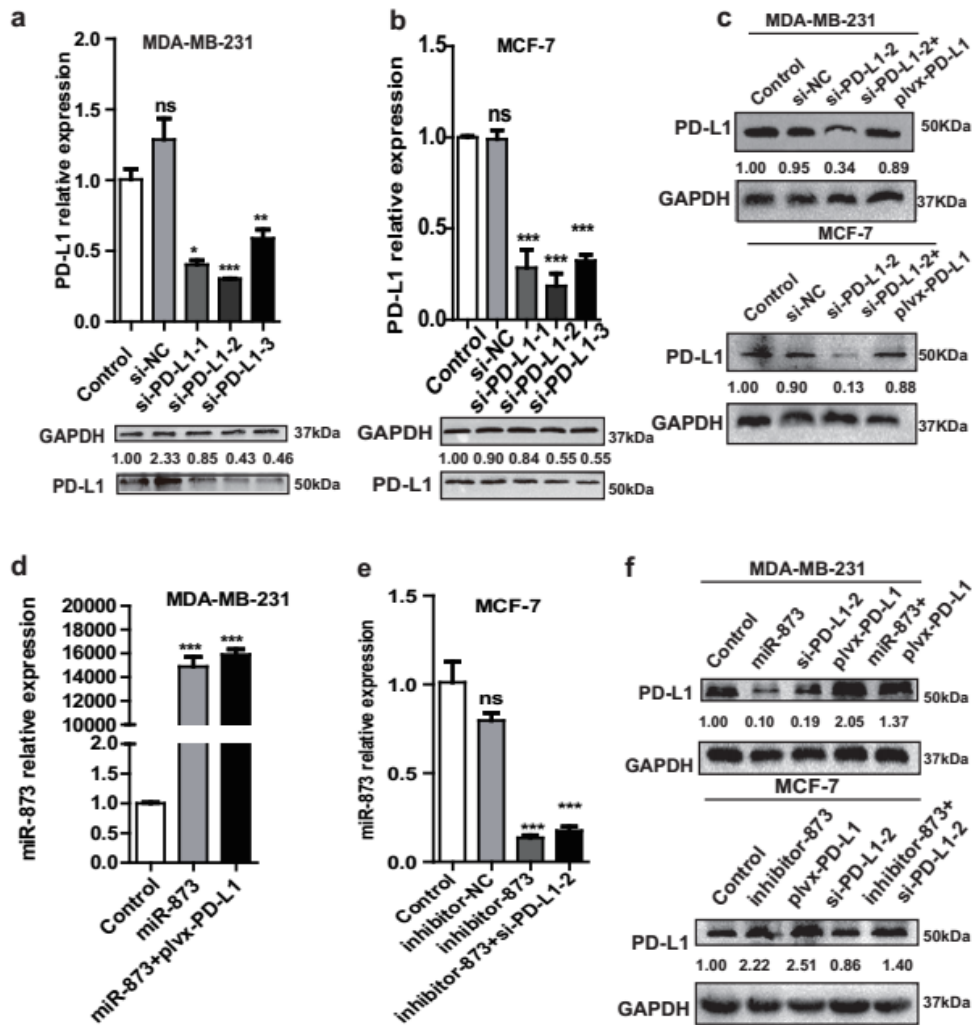 a
MDA-MB-231
PD-L1 relative expression
2.0
1.5
1.0
0.5
0.0
ns
*
***
**
Control
si-NC
si-PD-L1-1
si-PD-L1-2
si-PD-L1-3
GAPDH
37kDa
1.00 2.33 0.85 0.43 0.46
PD-L1
50kDa
b
MCF-7
PD-L1 relative expression
1.5
1.0
0.5
0.0
ns
***
***
***
Control
si-NC
si-PD-L1-1
si-PD-L1-2
si-PD-L1-3
GAPDH
37kDa
1.00 0.90 0.84 0.55 0.55
PD-L1
50kDa
c
MDA-MB-231
Control
si-NC
si-PD-L1-2
si-PD-L1-2+
plvx-PD-L1
PD-L1
50KDa
1.00 0.95 0.34 0.89
GAPDH
37KDa
MCF-7
Control
si-NC
si-PD-L1-2
si-PD-L1-2+
plvx-PD-L1
PD-L1
50KDa
1.00 0.90 0.13 0.88
GAPDH
37KDa
d
MDA-MB-231
miR-873 relative expression
20000
18000
16000
14000
12000
10000
2.0
1.5
1.0
0.5
0.0
***
***
Control
miR-873
miR-873+plvx-PD-L1
e
MCF-7
miR-873 relative expression
1.5
1.0
0.5
0.0
ns
***
***
Control
inhibitor-NC
inhibitor-873
inhibitor-873+si-PD-L1-2
f
MDA-MB-231
Control
miR-873
si-PD-L1-2
plvx-PD-L1
miR-873+
plvx-PD-L1
PD-L1
50kDa
1.00 0.10 0.19 2.05 1.37
GAPDH
37kDa
MCF-7
Control
inhibitor-873
plvx-PD-L1
si-PD-L1-2
inhibitor-873+
si-PD-L1-2
PD-L1
50kDa
1.00 2.22 2.51 0.86 1.40
GAPDH
37kDa